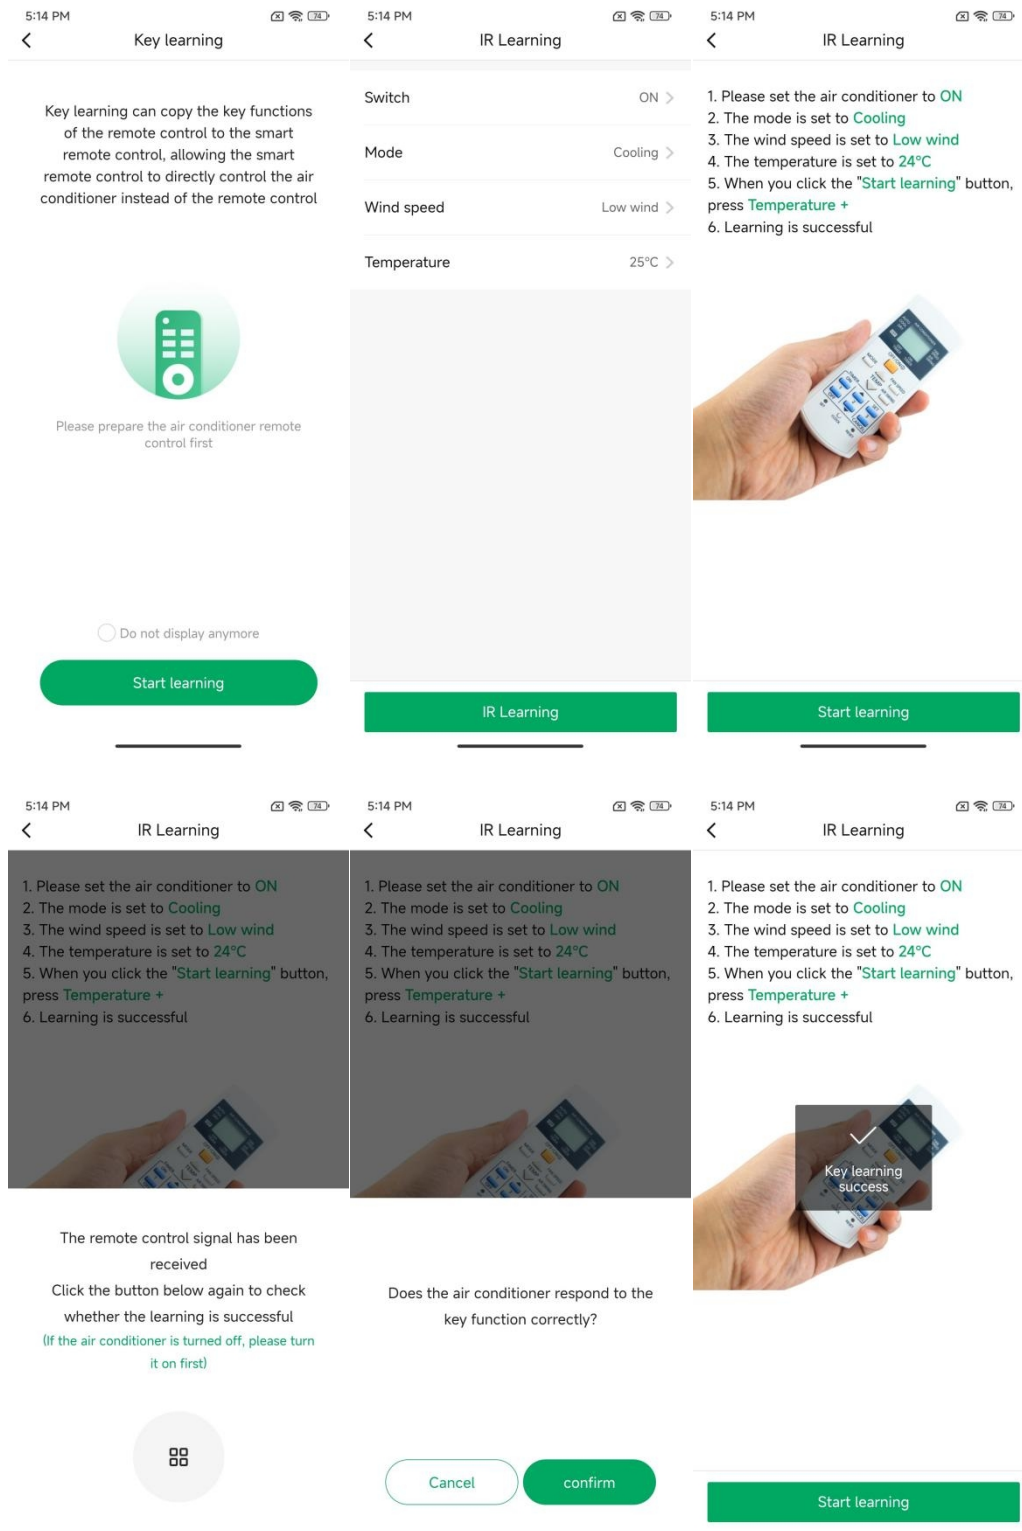 5:14 PM
74
Key learning
Key learning can copy the key functions
of the remote control to the smart
remote control, allowing the smart
remote control to directly control the air
conditioner instead of the remote control
Please prepare the air conditioner remote
control first
Do not display anymore
Start learning
5:14 PM
74
IR Learning
Switch
ON
Mode
Cooling
Wind speed
Low wind
Temperature
25°C
IR Learning
5:14 PM
74
IR Learning
1. Please set the air conditioner to ON
2. The mode is set to Cooling
3. The wind speed is set to Low wind
4. The temperature is set to 24°C
5. When you click the "Start learning" button,
press Temperature +
6. Learning is successful
Start learning
5:14 PM
74
IR Learning
1. Please set the air conditioner to ON
2. The mode is set to Cooling
3. The wind speed is set to Low wind
4. The temperature is set to 24°C
5. When you click the "Start learning" button,
press Temperature +
6. Learning is successful
The remote control signal has been
received
Click the button below again to check
whether the learning is successful
(If the air conditioner is turned off, please turn
it on first)
5:14 PM
74
IR Learning
1. Please set the air conditioner to ON
2. The mode is set to Cooling
3. The wind speed is set to Low wind
4. The temperature is set to 24°C
5. When you click the "Start learning" button,
press Temperature +
6. Learning is successful
Does the air conditioner respond to the
key function correctly?
Cancel
confirm
5:14 PM
74
IR Learning
1. Please set the air conditioner to ON
2. The mode is set to Cooling
3. The wind speed is set to Low wind
4. The temperature is set to 24°C
5. When you click the "Start learning" button,
press Temperature +
6. Learning is successful
Key learning
success
Start learning